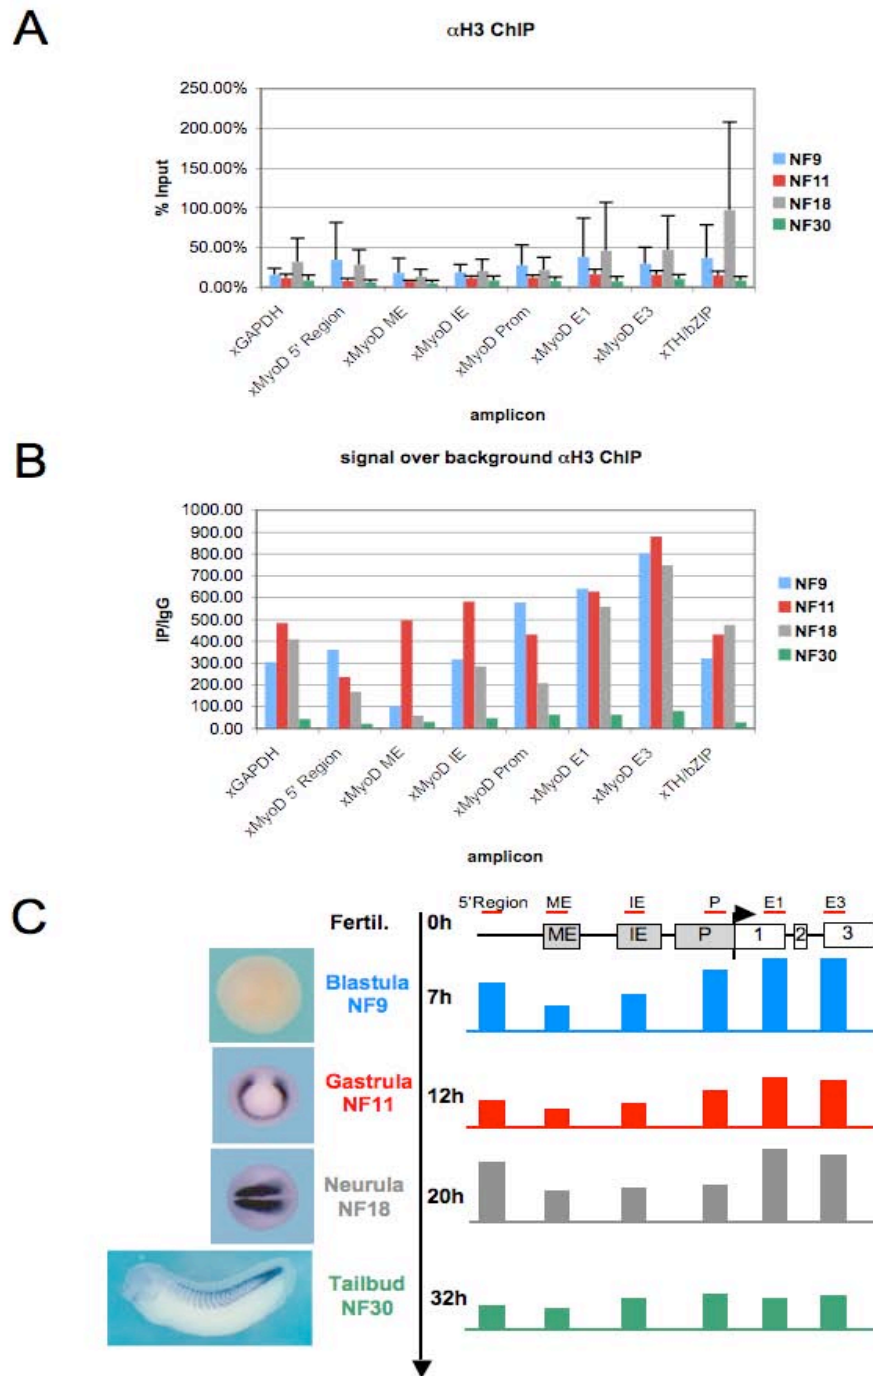 A
αH3 ChIP
250.00%
200.00%
150.00%
100.00%
50.00%
0.00%
% Input
xGAPDH
xMyoD 5' Region
xMyoD ME
xMyoD IE
xMyoD Prom
xMyoD E1
xMyoD E3
xTH/bZIP
amplicon
NF9
NF11
NF18
NF30
B
signal over background αH3 ChIP
1000.00
900.00
800.00
700.00
600.00
500.00
400.00
300.00
200.00
100.00
0.00
IP/IgG
xGAPDH
xMyoD 5' Region
xMyoD ME
xMyoD IE
xMyoD Prom
xMyoD E1
xMyoD E3
xTH/bZIP
amplicon
NF9
NF11
NF18
NF30
C
Fertil. 0h
5'Region ME IE P E1 E3
ME IE P 1 2 3
Blastula
NF9
7h
Gastrula
NF11
12h
Neurula
NF18
20h
Tailbud
NF30
32h